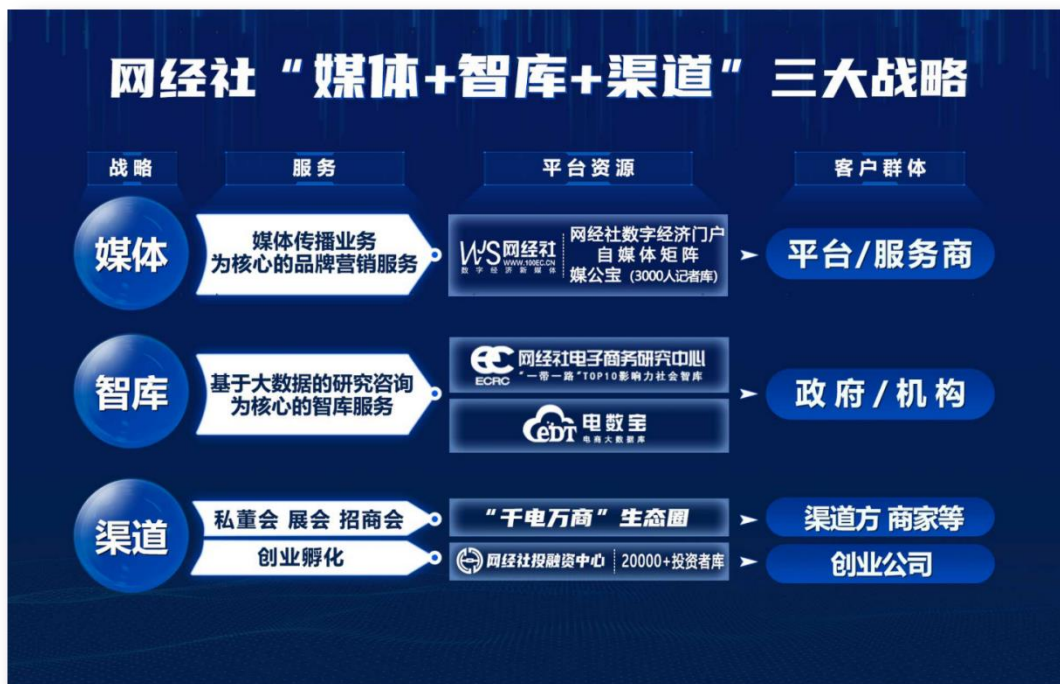 网经社“媒体+智库+渠道”三大战略
战略
服务
平台资源
客户群体
媒体
媒体传播业务
为核心的品牌营销服务
WS网经社
WWW.100EC.CN
数字经济新媒体
网经社数字经济门户
自媒体矩阵
媒公宝（3000人记者库）
平台/服务商
智库
基于大数据的研究咨询
为核心的智库服务
ECRC
网经社电子商务研究中心
“一带一路”TOP10影响力社会智库
eDT
电数宝
电商大数据库
政府/机构
渠道
私董会 展会 招商会
“千电万商”生态圈
渠道方 商家等
创业孵化
网经社投融资中心
20000+投资者库
创业公司